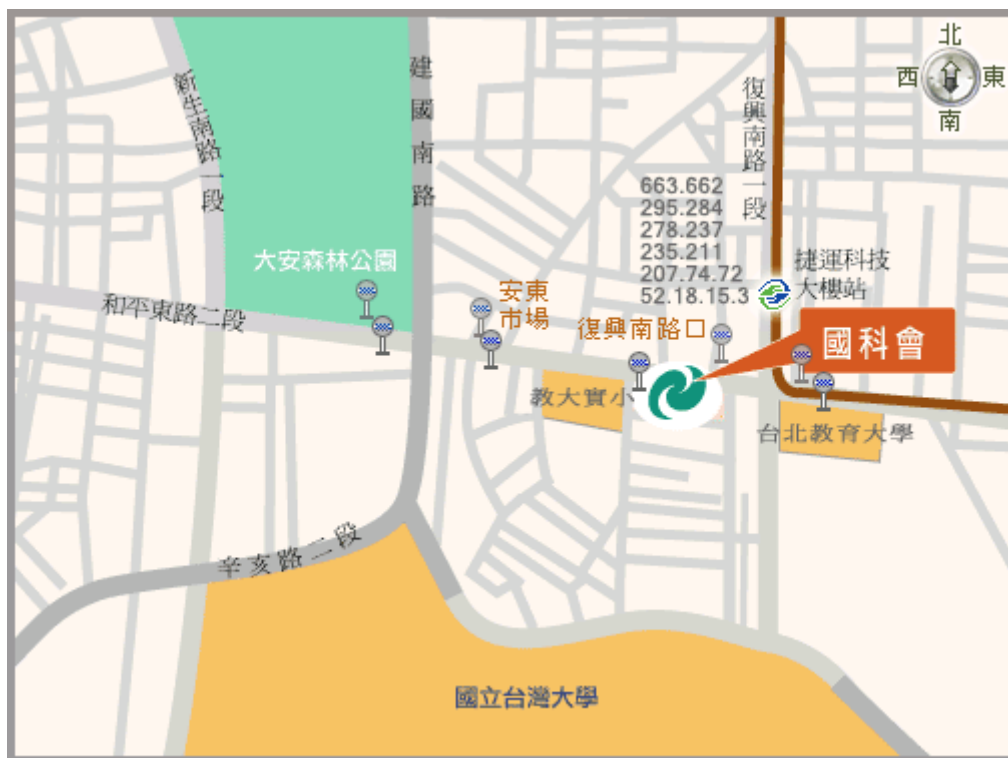 北
西
東
南
新生南路一段
建國南路
復興南路一段
663.662
295.284
278.237
235.211
207.74.72
52.18.15.3
捷運科技
大樓站
大安森林公園
和平東路二段
安東
市場
復興南路口
國科會
教大實小
台北教育大學
辛亥路二段
國立台灣大學